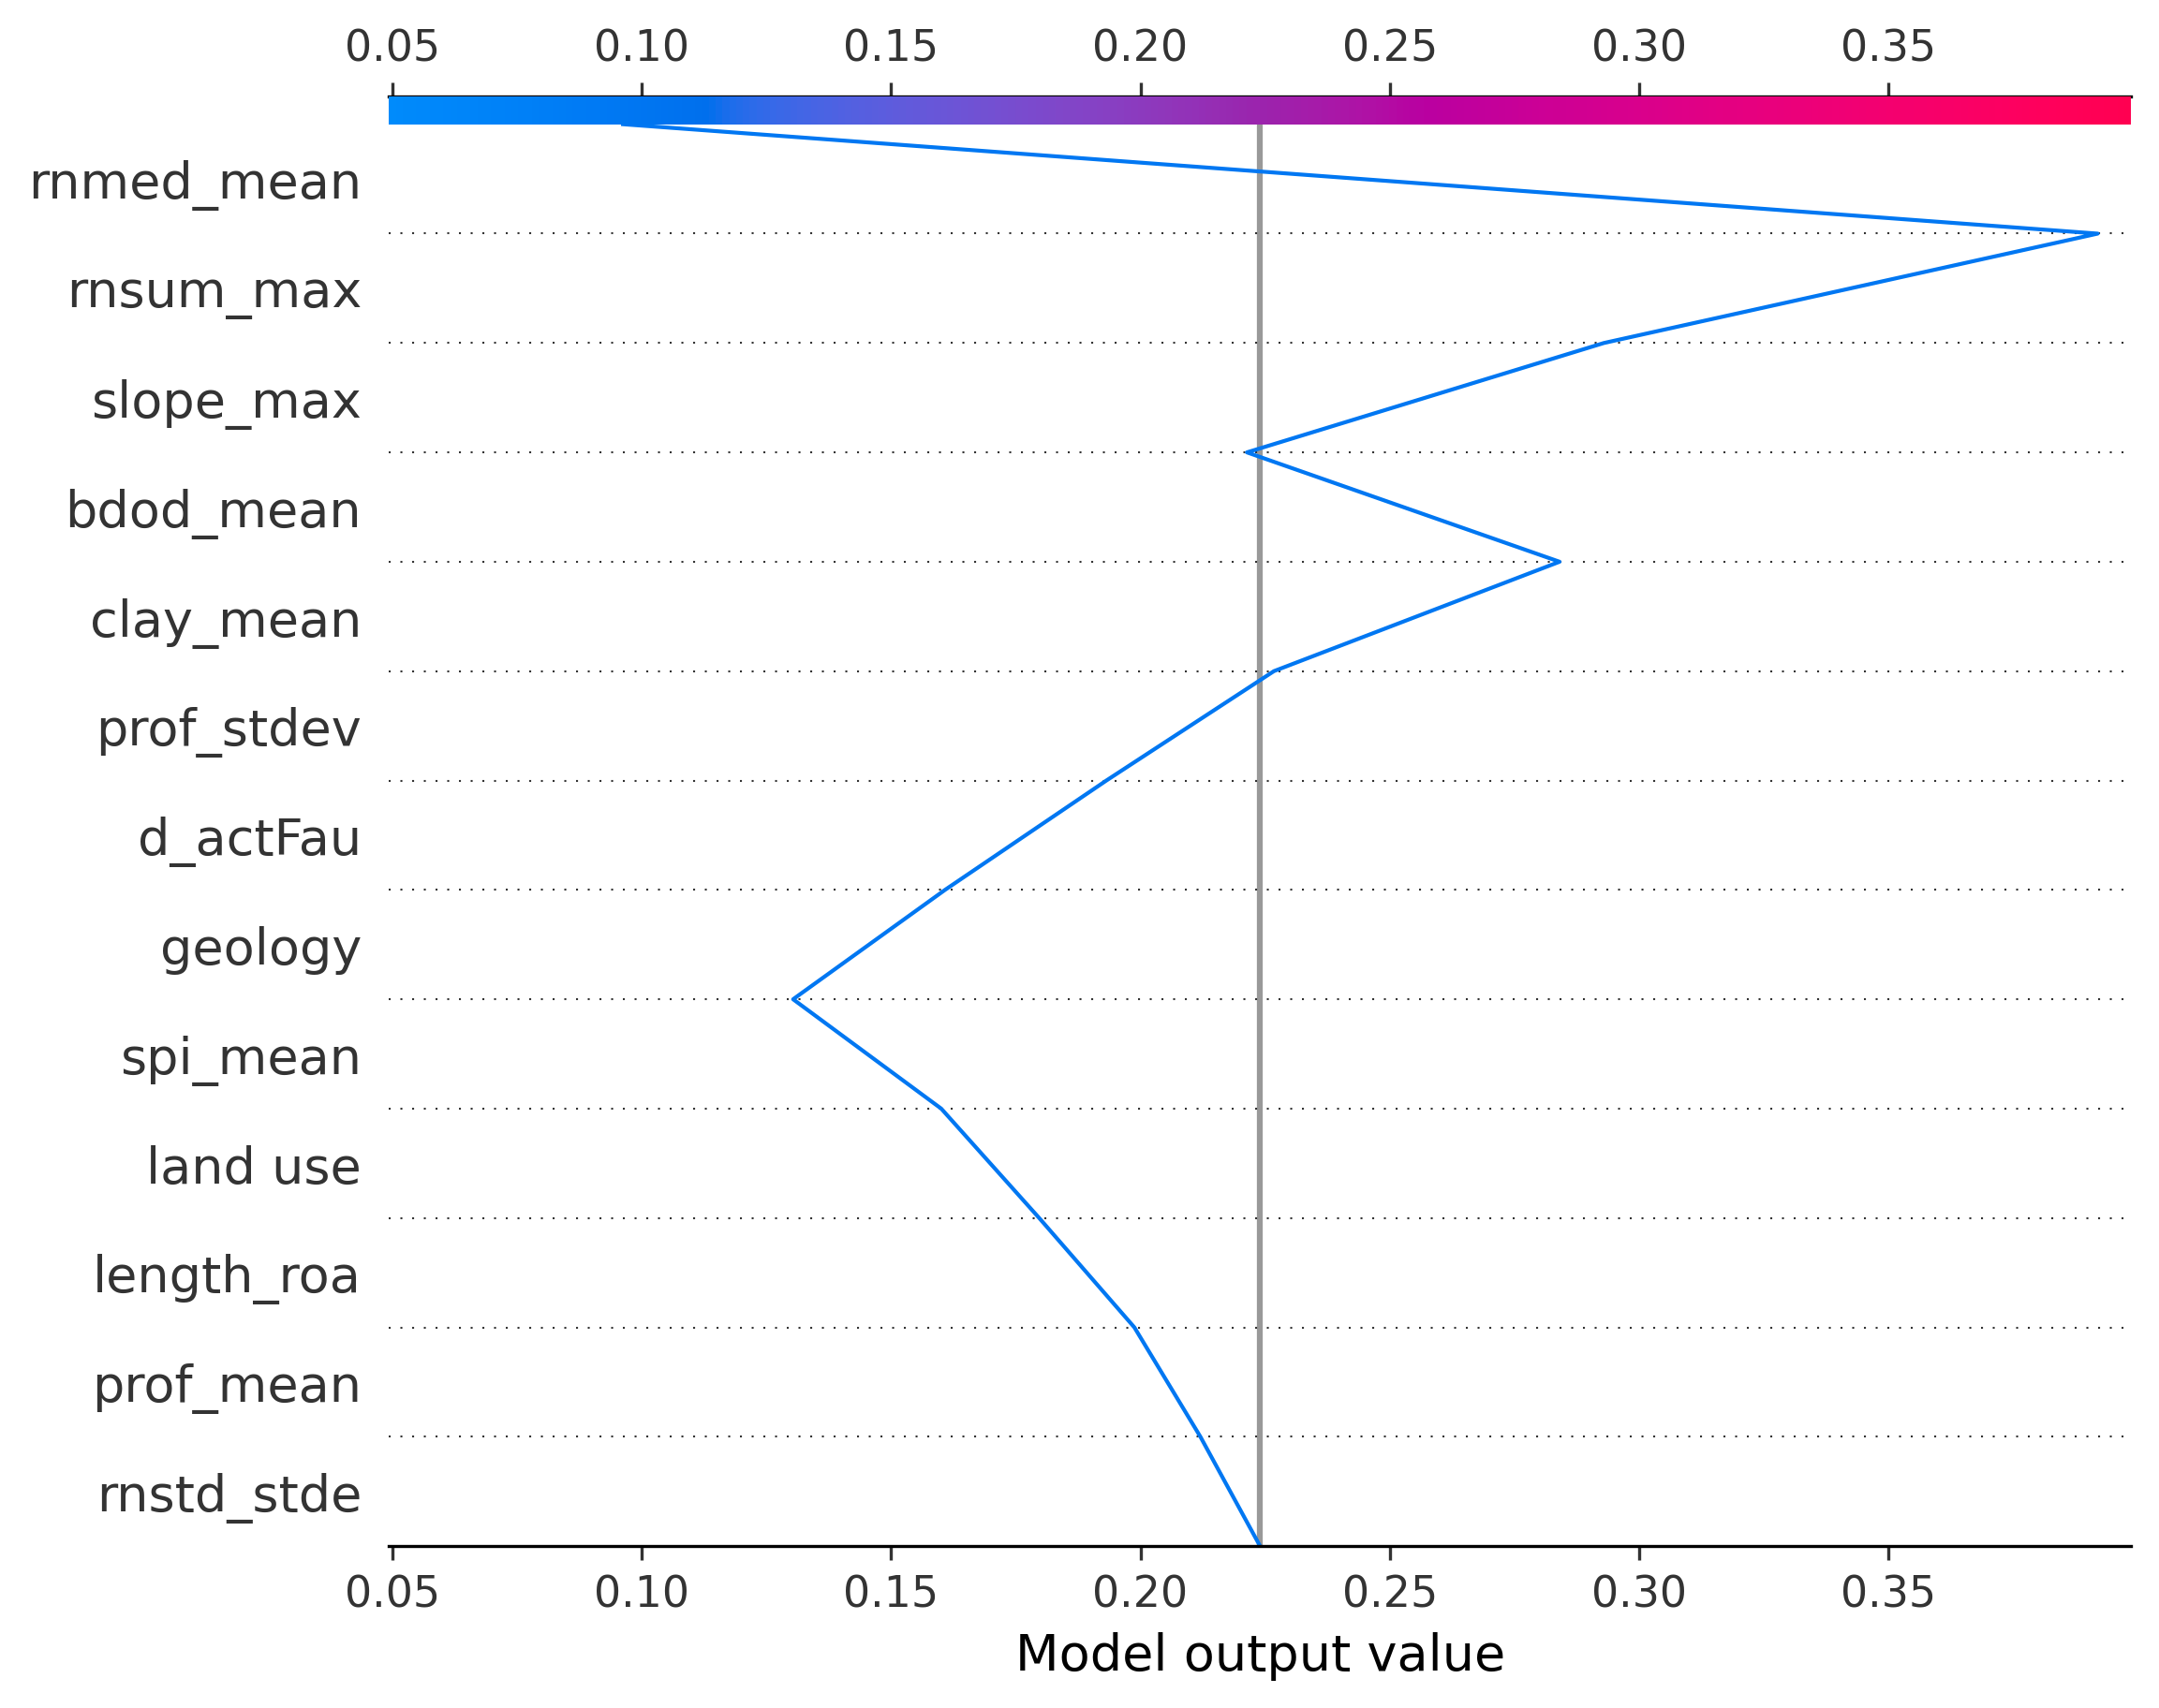 0.05 0.10 0.15 0.20 0.25 0.30 0.35
rnmed_mean
rnsum_max
slope_max
bdod_mean
clay_mean
prof_stdev
d_actFau
geology
spi_mean
land use
length_roa
prof_mean
rnstd_stde
0.05 0.10 0.15 0.20 0.25 0.30 0.35
Model output value